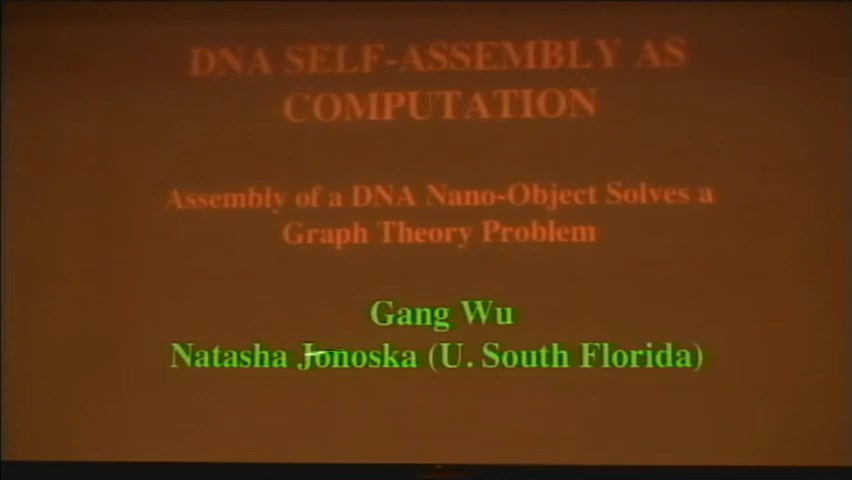 DNA SELF-ASSEMBLY AS
COMPUTATION
Assembly of a DNA Nano-Object Solves a
Graph Theory Problem
Gang Wu
Natasha Jonoska (U. South Florida)